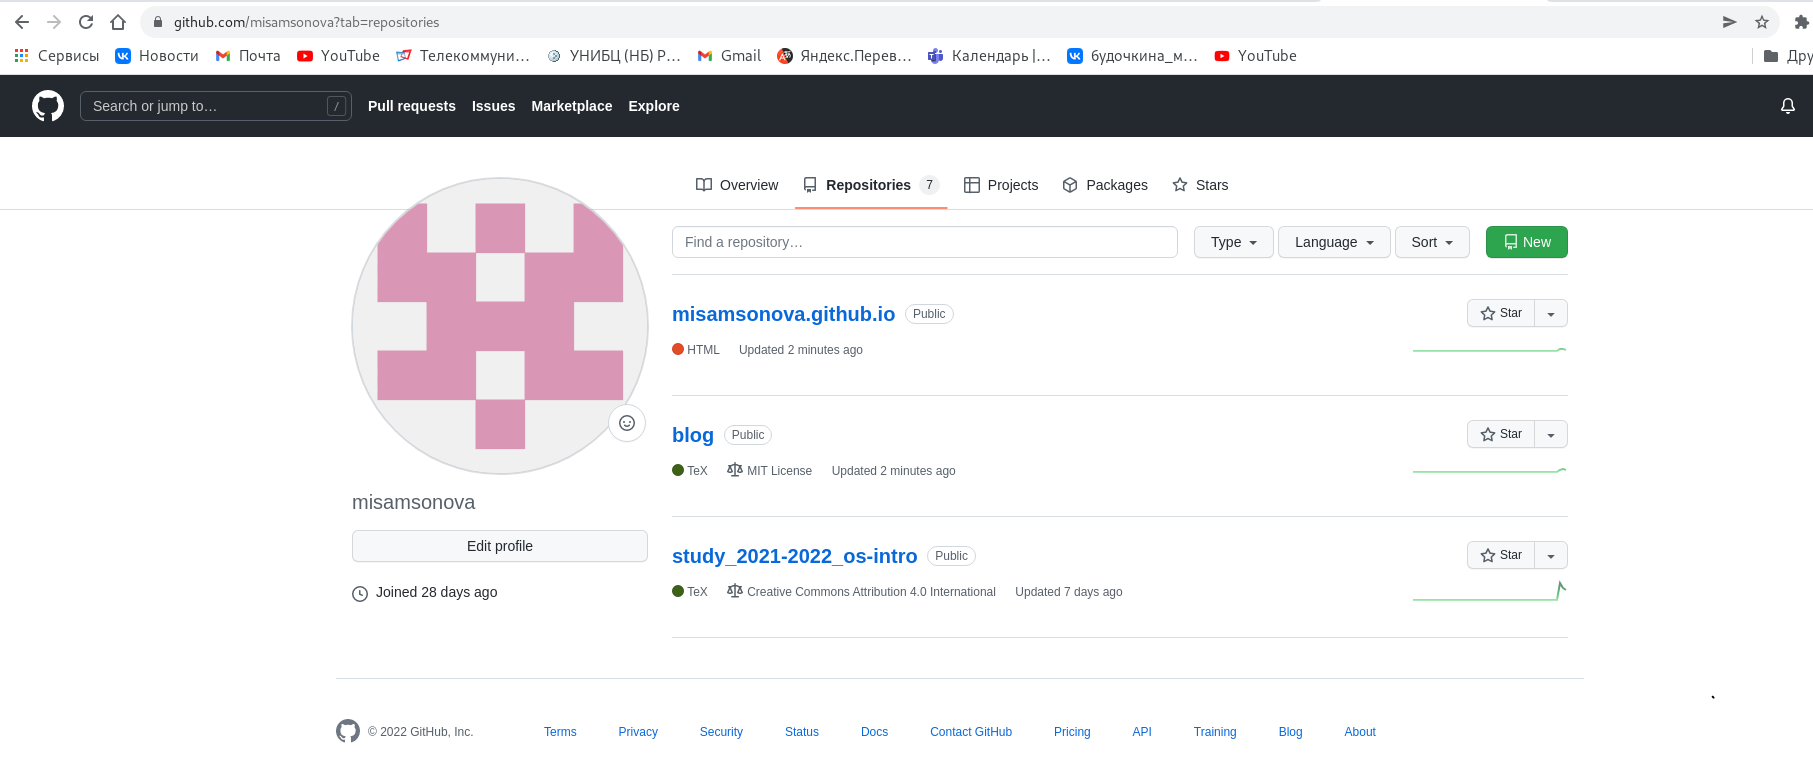 github.com/misamsonova?tab=repositories
Сервисы Новости Почта YouTube Телекоммуни... УНИБЦ (НБ) Р... Gmail Яндекс.Перев... Календарь |... будочкина_м... YouTube Дру
Search or jump to... / Pull requests Issues Marketplace Explore
Overview Repositories 7 Projects Packages Stars
Find a repository... Type Language Sort New
misamsonova.github.io Public Star
HTML Updated 2 minutes ago
blog Public Star
TeX MIT License Updated 2 minutes ago
misamsonova
Edit profile
Joined 28 days ago
study_2021-2022_os-intro Public Star
TeX Creative Commons Attribution 4.0 International Updated 7 days ago
© 2022 GitHub, Inc. Terms Privacy Security Status Docs Contact GitHub Pricing API Training Blog About